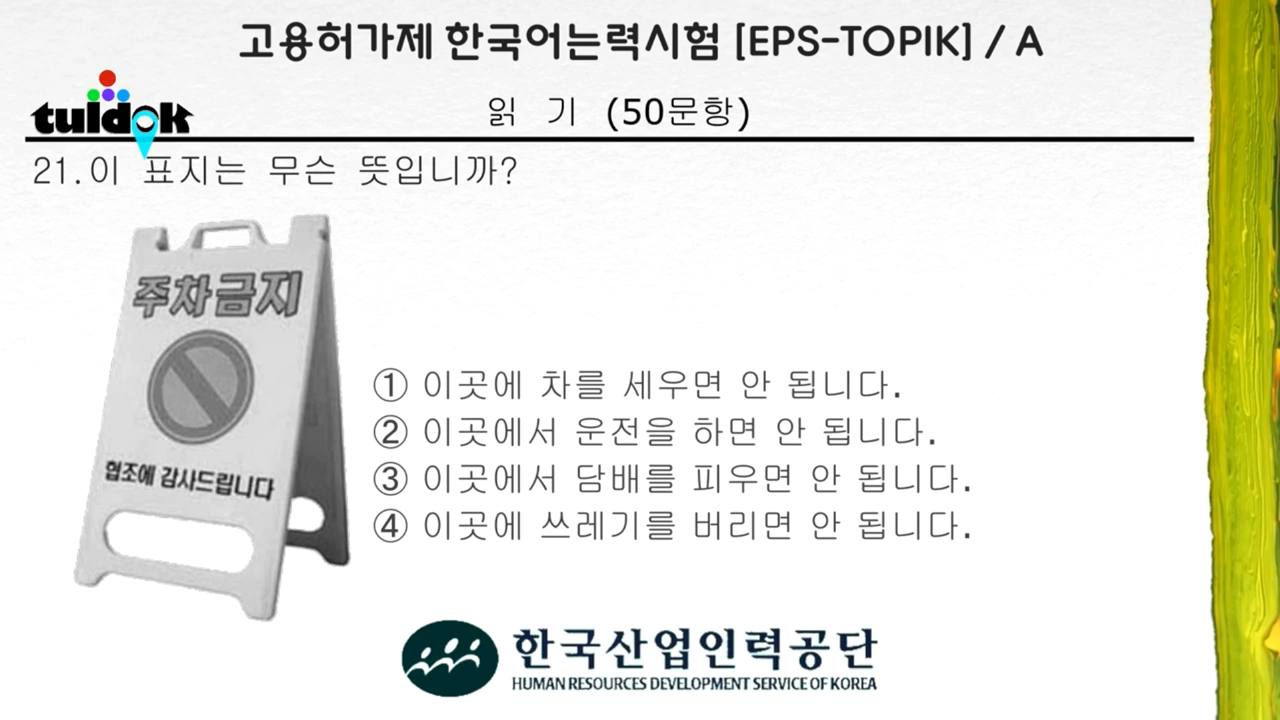 고용허가제 한국어능력시험 [EPS-TOPIK] / A
tuidok
읽 기 (50문항)
21.이 표지는 무슨 뜻입니까?
주차금지
협조에 감사드립니다
① 이곳에 차를 세우면 안 됩니다.
② 이곳에서 운전을 하면 안 됩니다.
③ 이곳에서 담배를 피우면 안 됩니다.
④ 이곳에 쓰레기를 버리면 안 됩니다.
한국산업인력공단
HUMAN RESOURCES DEVELOPMENT SERVICE OF KOREA